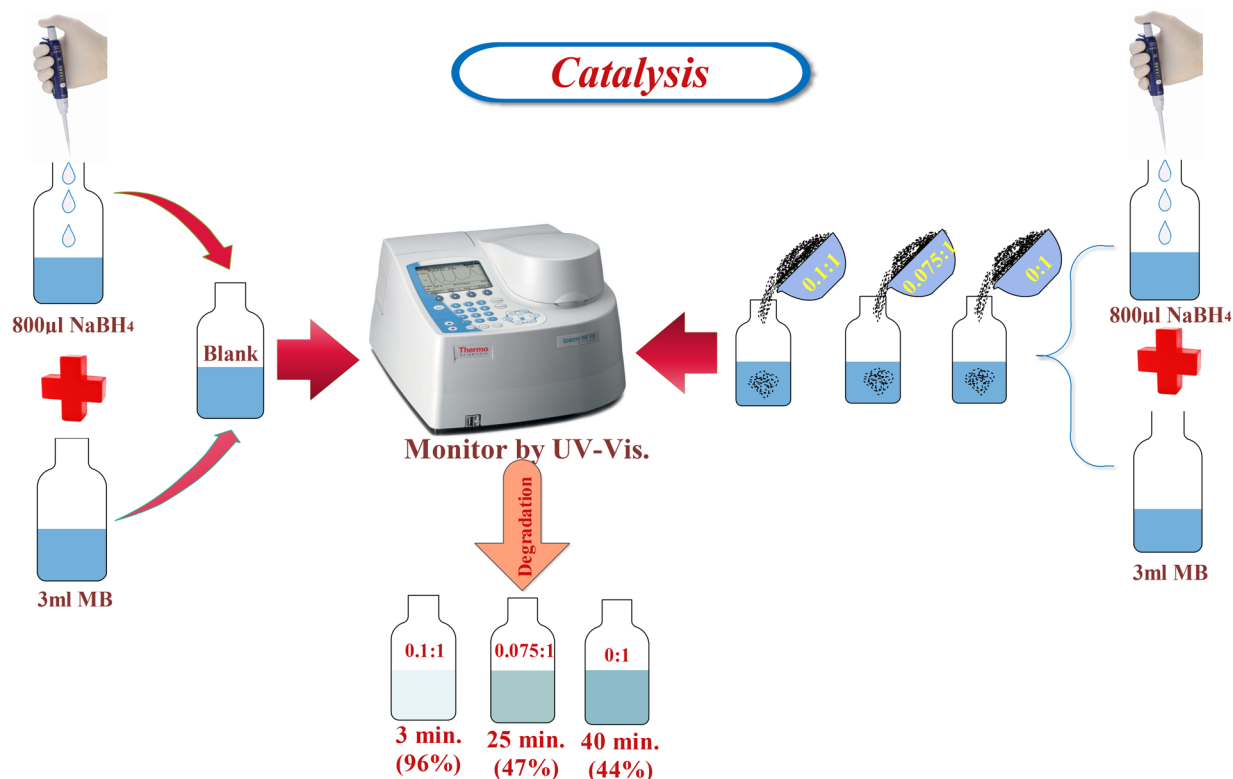 Catalysis
800µl NaBH4
3ml MB
Blank
Thermo
SCIENTIFIC
Monitor by UV-Vis.
0.1:1
0.075:1
0:1
800µl NaBH4
3ml MB
Degradation
0.1:1
0.075:1
0:1
3 min.
(96%)
25 min.
(47%)
40 min.
(44%)